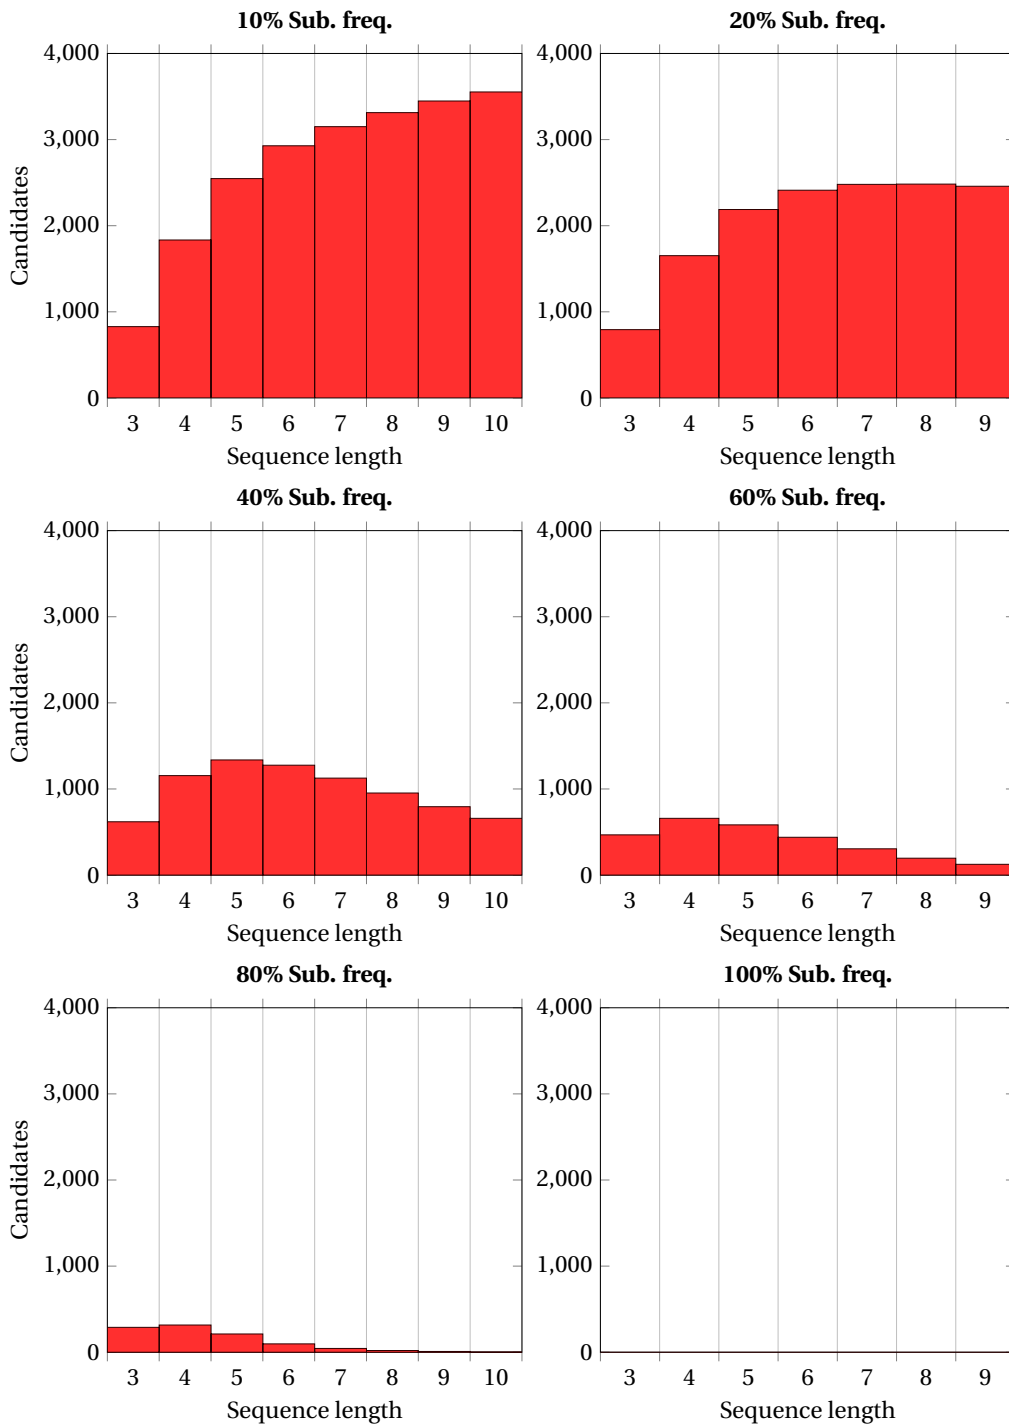 10% Sub. freq.
4,000
3,000
2,000
1,000
0
Candidates
3 4 5 6 7 8 9 10
Sequence length
20% Sub. freq.
4,000
3,000
2,000
1,000
0
3 4 5 6 7 8 9
Sequence length
40% Sub. freq.
4,000
3,000
2,000
1,000
0
Candidates
3 4 5 6 7 8 9 10
Sequence length
60% Sub. freq.
4,000
3,000
2,000
1,000
0
3 4 5 6 7 8 9
Sequence length
80% Sub. freq.
4,000
3,000
2,000
1,000
0
Candidates
3 4 5 6 7 8 9 10
Sequence length
100% Sub. freq.
4,000
3,000
2,000
1,000
0
3 4 5 6 7 8 9
Sequence length